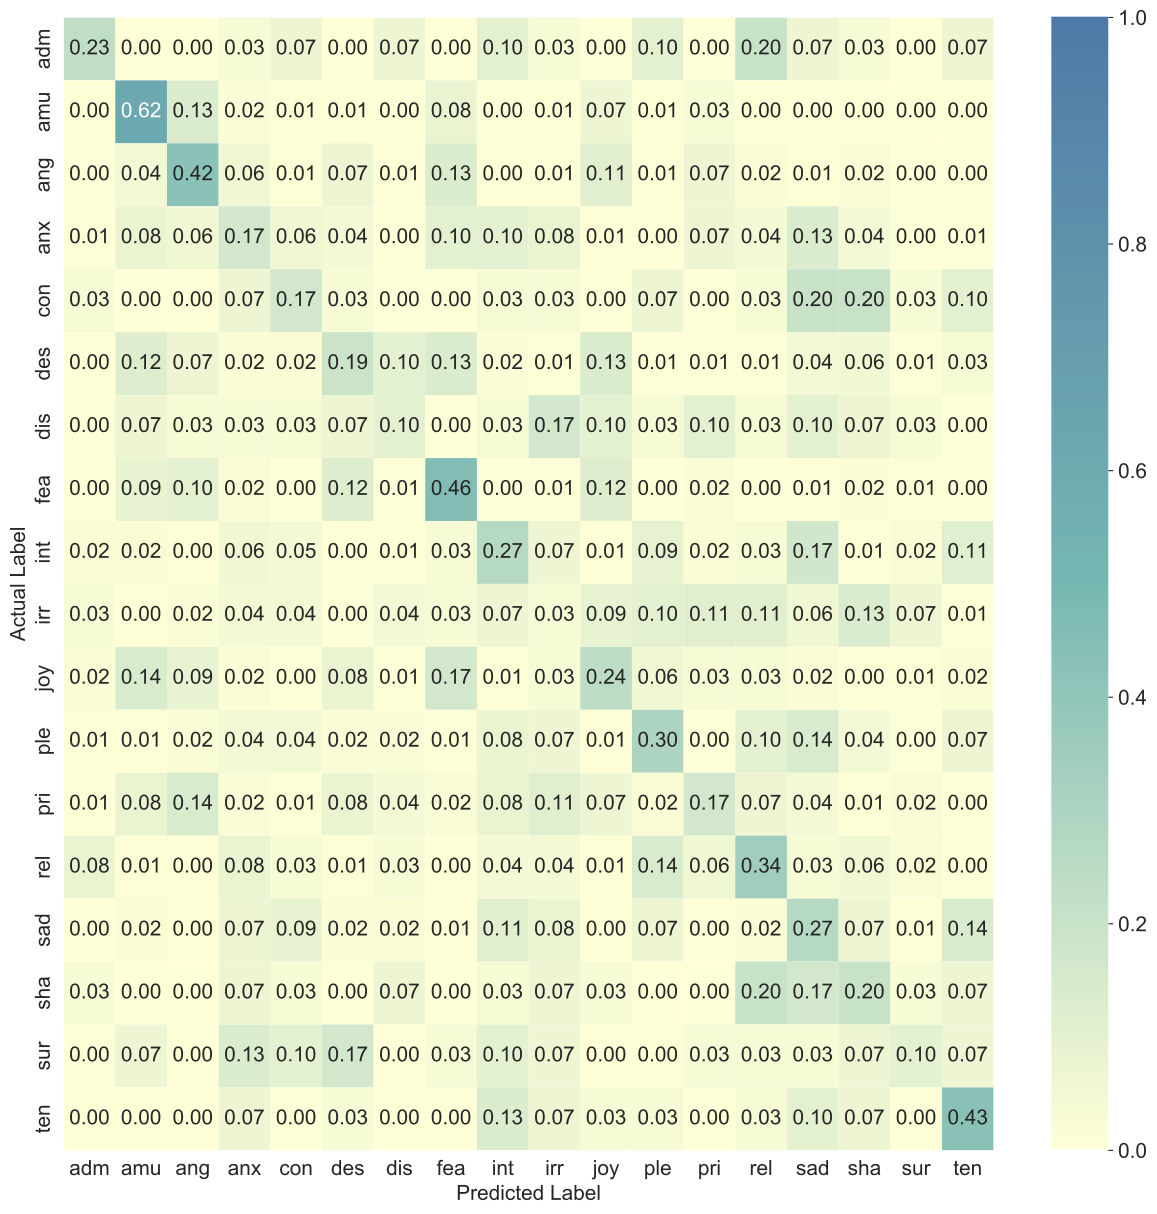 adm 0.23 0.00 0.00 0.03 0.07 0.00 0.07 0.00 0.10 0.03 0.00 0.10 0.00 0.20 0.07 0.03 0.00 0.07
amu 0.00 0.62 0.13 0.02 0.01 0.01 0.00 0.08 0.00 0.01 0.07 0.01 0.03 0.00 0.00 0.00 0.00 0.00
ang 0.00 0.04 0.42 0.06 0.01 0.07 0.01 0.13 0.00 0.01 0.11 0.01 0.07 0.02 0.01 0.02 0.00 0.00
anx 0.01 0.08 0.06 0.17 0.06 0.04 0.00 0.10 0.10 0.08 0.01 0.00 0.07 0.04 0.13 0.04 0.00 0.01
con 0.03 0.00 0.00 0.07 0.17 0.03 0.00 0.00 0.03 0.03 0.00 0.07 0.00 0.03 0.20 0.20 0.03 0.10
des 0.00 0.12 0.07 0.02 0.02 0.19 0.10 0.13 0.02 0.01 0.13 0.01 0.01 0.01 0.04 0.06 0.01 0.03
dis 0.00 0.07 0.03 0.03 0.03 0.07 0.10 0.00 0.03 0.17 0.10 0.03 0.10 0.03 0.10 0.07 0.03 0.00
fea 0.00 0.09 0.10 0.02 0.00 0.12 0.01 0.46 0.00 0.01 0.12 0.00 0.02 0.00 0.01 0.02 0.01 0.00
int 0.02 0.02 0.00 0.06 0.05 0.00 0.01 0.03 0.27 0.07 0.01 0.09 0.02 0.03 0.17 0.01 0.02 0.11
irr 0.03 0.00 0.02 0.04 0.04 0.00 0.04 0.03 0.07 0.03 0.09 0.10 0.11 0.11 0.06 0.13 0.07 0.01
joy 0.02 0.14 0.09 0.02 0.00 0.08 0.01 0.17 0.01 0.03 0.24 0.06 0.03 0.03 0.02 0.00 0.01 0.02
ple 0.01 0.01 0.02 0.04 0.04 0.02 0.02 0.01 0.08 0.07 0.01 0.30 0.00 0.10 0.14 0.04 0.00 0.07
pri 0.01 0.08 0.14 0.02 0.01 0.08 0.04 0.02 0.08 0.11 0.07 0.02 0.17 0.07 0.04 0.01 0.02 0.00
rel 0.08 0.01 0.00 0.08 0.03 0.01 0.03 0.00 0.04 0.04 0.01 0.14 0.06 0.34 0.03 0.06 0.02 0.00
sad 0.00 0.02 0.00 0.07 0.09 0.02 0.02 0.01 0.11 0.08 0.00 0.07 0.00 0.02 0.27 0.07 0.01 0.14
sha 0.03 0.00 0.00 0.07 0.03 0.00 0.07 0.00 0.03 0.07 0.03 0.00 0.00 0.20 0.17 0.20 0.03 0.07
sur 0.00 0.07 0.00 0.13 0.10 0.17 0.00 0.03 0.10 0.07 0.00 0.00 0.03 0.03 0.03 0.07 0.10 0.07
ten 0.00 0.00 0.00 0.07 0.00 0.03 0.00 0.00 0.13 0.07 0.03 0.03 0.00 0.03 0.10 0.07 0.00 0.43
adm amu ang anx con des dis fea int irr joy ple pri rel sad sha sur ten
Predicted Label
Actual Label
1.0
0.8
0.6
0.4
0.2
0.0